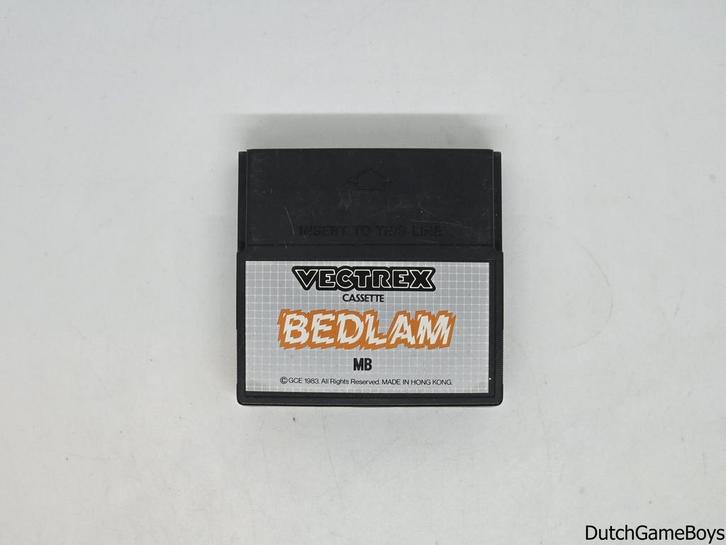 INSERT TO THIS LINE
VECTREX
CASSETTE
BEDLAM
MB
©GCE 1983. All Rights Reserved. MADE IN HONG KONG.
DutchGameBoys